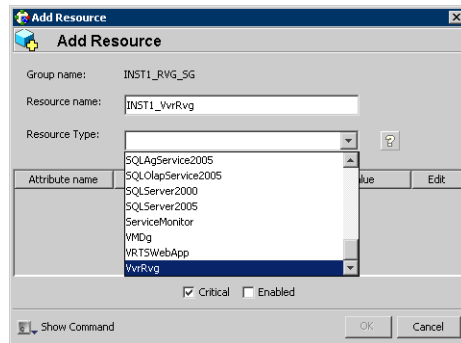 Add Resource
Add Resource
Group name: INST1_RVG_SG
Resource name: INST1_VvrRvg
Resource Type:
SQLAgService2005
SQLOlapService2005
SQLServer2000
SQLServer2005
ServiceMonitor
VMDg
VRTSWebApp
VvrRvg
Attribute name alue Edit
Critical Enabled
Show Command OK Cancel